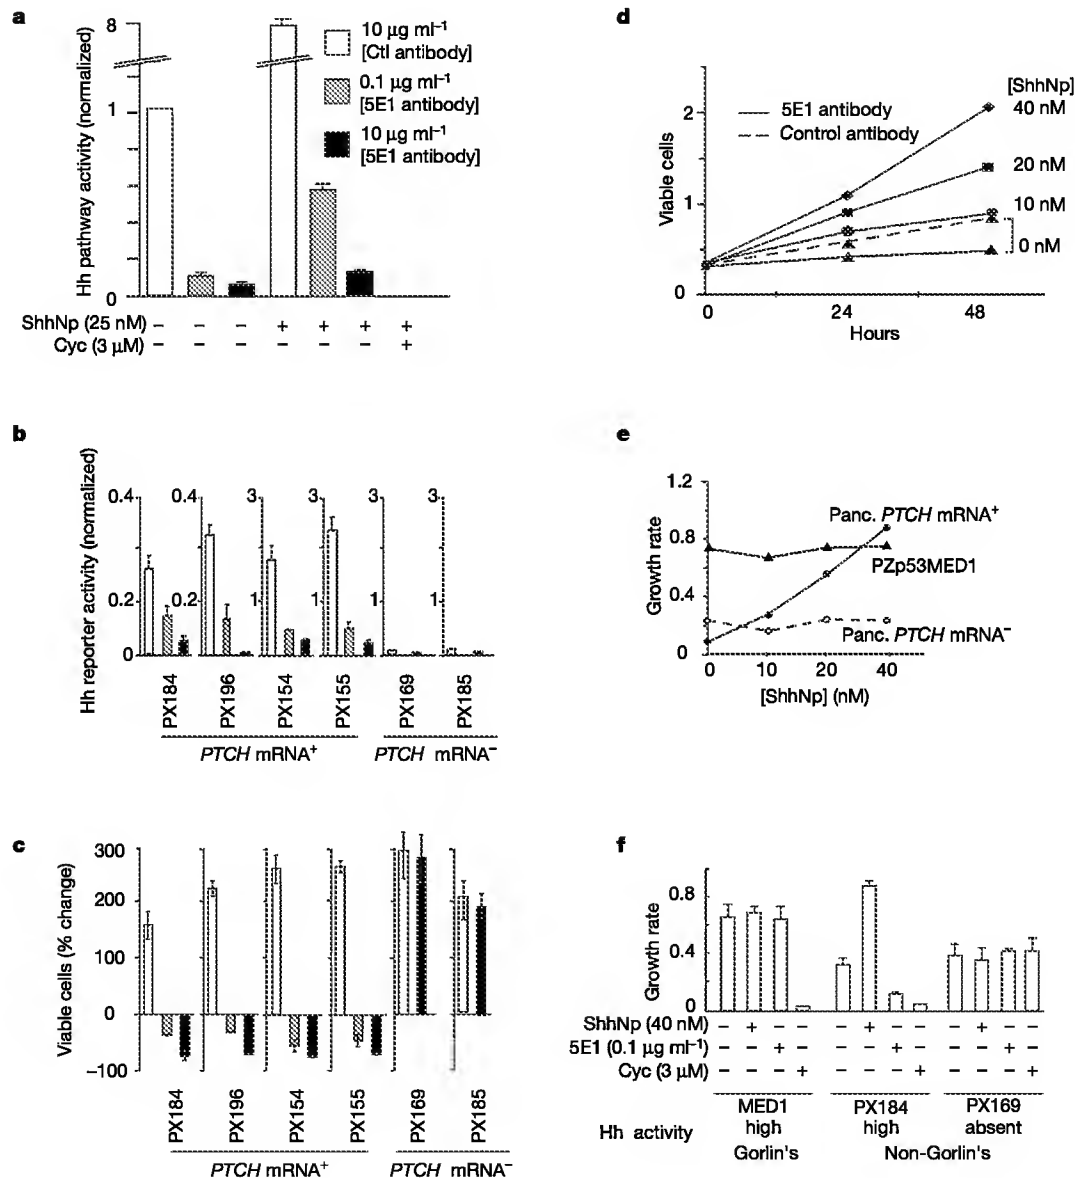 a
Hh pathway activity (normalized)
8
1
0
10 µg ml⁻¹
[Ctl antibody]
0.1 µg ml⁻¹
[5E1 antibody]
10 µg ml⁻¹
[5E1 antibody]
ShhNp (25 nM) – – – + + + +
Cyc (3 µM) – – – – – – +
d
Viable cells
2
1
0
5E1 antibody
Control antibody
[ShhNp]
40 nM
20 nM
10 nM
0 nM
0 24 48
Hours
b
Hh reporter activity (normalized)
0.4 0.4 3 3 3 3
0.2 0.2 1 1 1 1
0
PX184 PX196 PX154 PX155 PX169 PX185
PTCH mRNA⁺ PTCH mRNA⁻
e
Growth rate
1.2
0.8
0.4
0
Panc. PTCH mRNA⁺
PZp53MED1
Panc. PTCH mRNA⁻
0 10 20 40
[ShhNp] (nM)
c
Viable cells (% change)
300
200
100
0
–100
PX184 PX196 PX154 PX155 PX169 PX185
PTCH mRNA⁺ PTCH mRNA⁻
f
Growth rate
0.8
0.4
0
ShhNp (40 nM) – + – – – + – – – + – –
5E1 (0.1 µg ml⁻¹) – – + – – – + – – – + –
Cyc (3 µM) – – – + – – – + – – – +
MED1 PX184 PX169
Hh activity high high absent
Gorlin's Non-Gorlin's